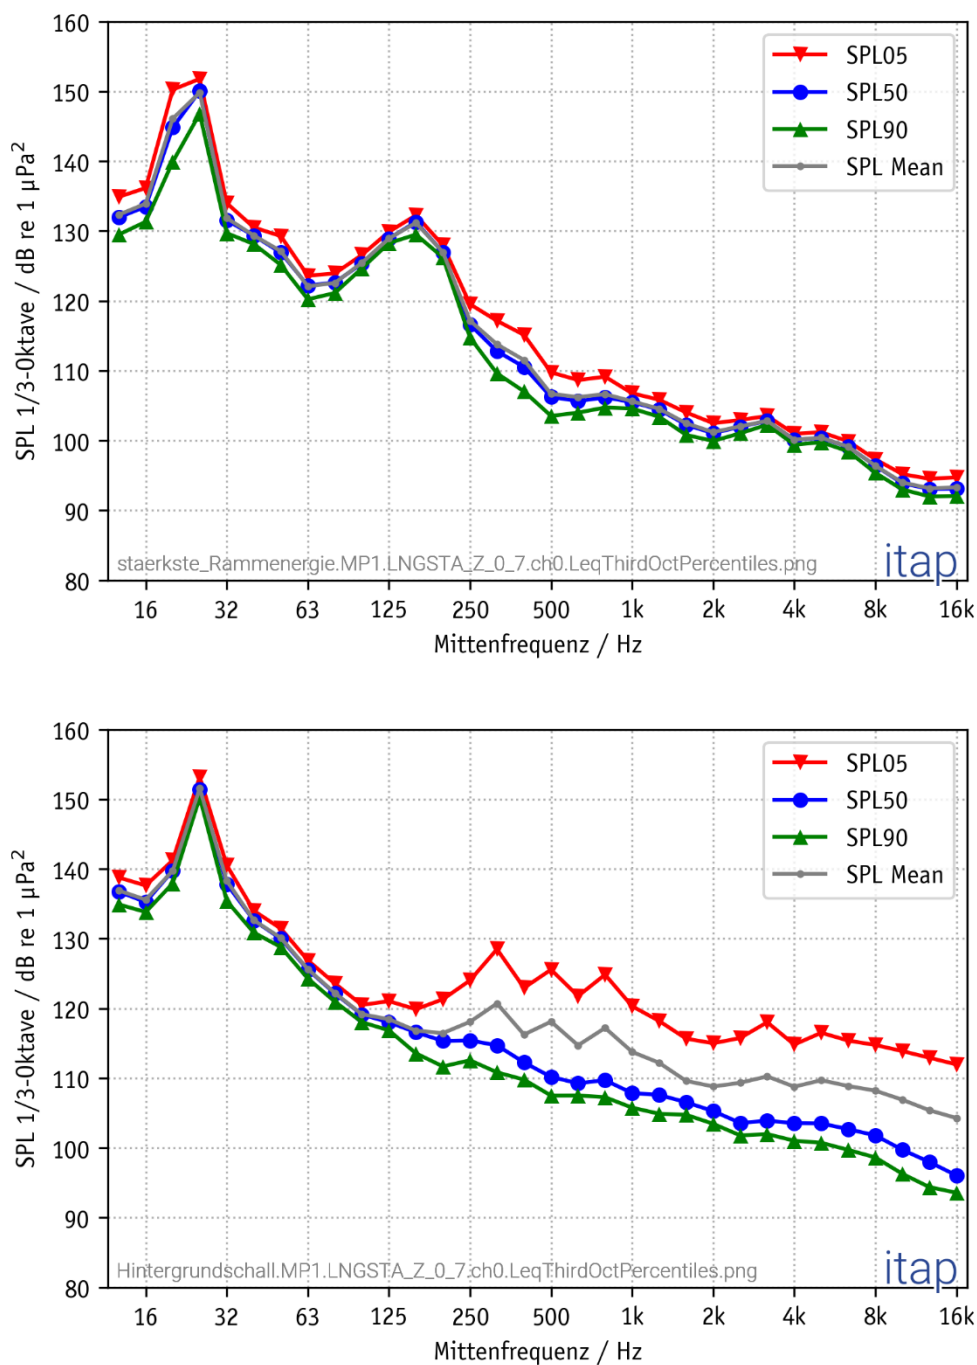 160
150
140
130
120
110
100
90
80
SPL 1/3-Oktave / dB re 1 µPa²
SPL05
SPL50
SPL90
SPL Mean
staerkste_Rammenergie.MP1.LNGSTA_Z_0_7.ch0.LeqThirdOctPercentiles.png
itap
16 32 63 125 250 500 1k 2k 4k 8k 16k
Mittenfrequenz / Hz
160
150
140
130
120
110
100
90
80
SPL 1/3-Oktave / dB re 1 µPa²
SPL05
SPL50
SPL90
SPL Mean
Hintergrundschall.MP1.LNGSTA_Z_0_7.ch0.LeqThirdOctPercentiles.png
itap
16 32 63 125 250 500 1k 2k 4k 8k 16k
Mittenfrequenz / Hz